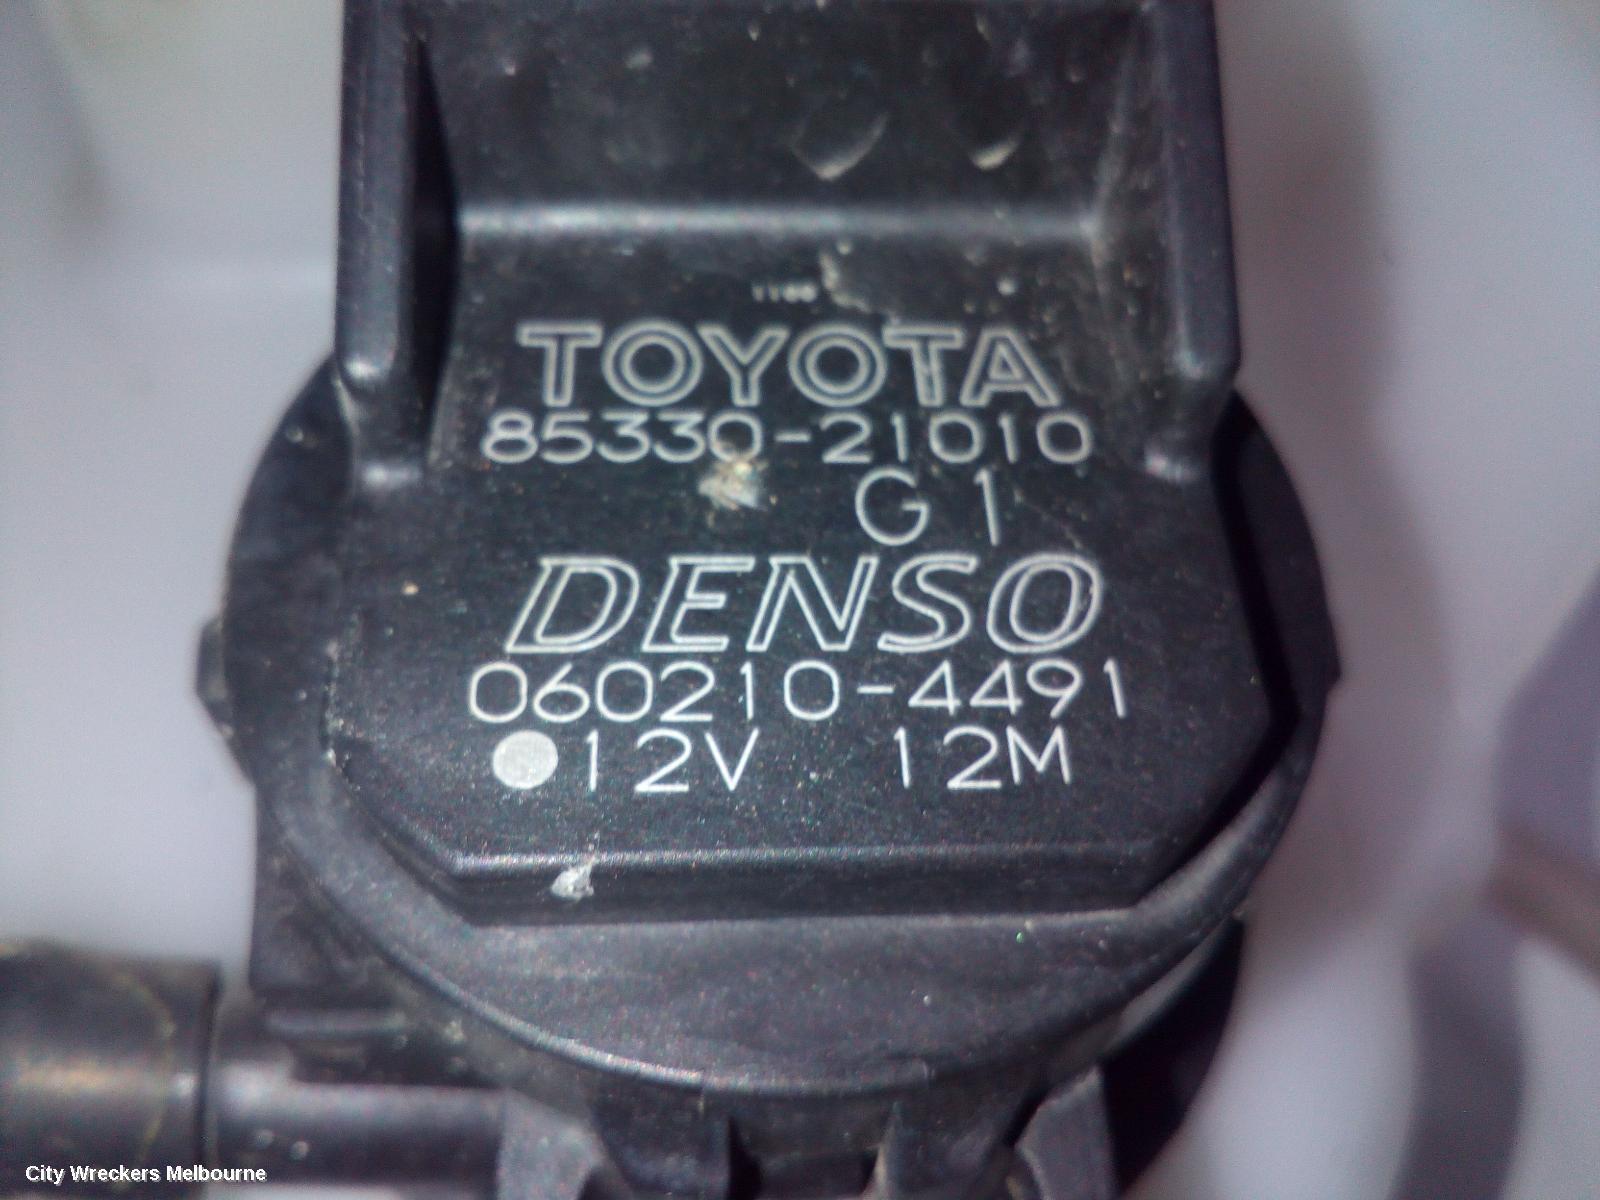 TOYOTA
85330-21010
G1
DENSO
060210-4491
12V 12M
City Wreckers Melbourne